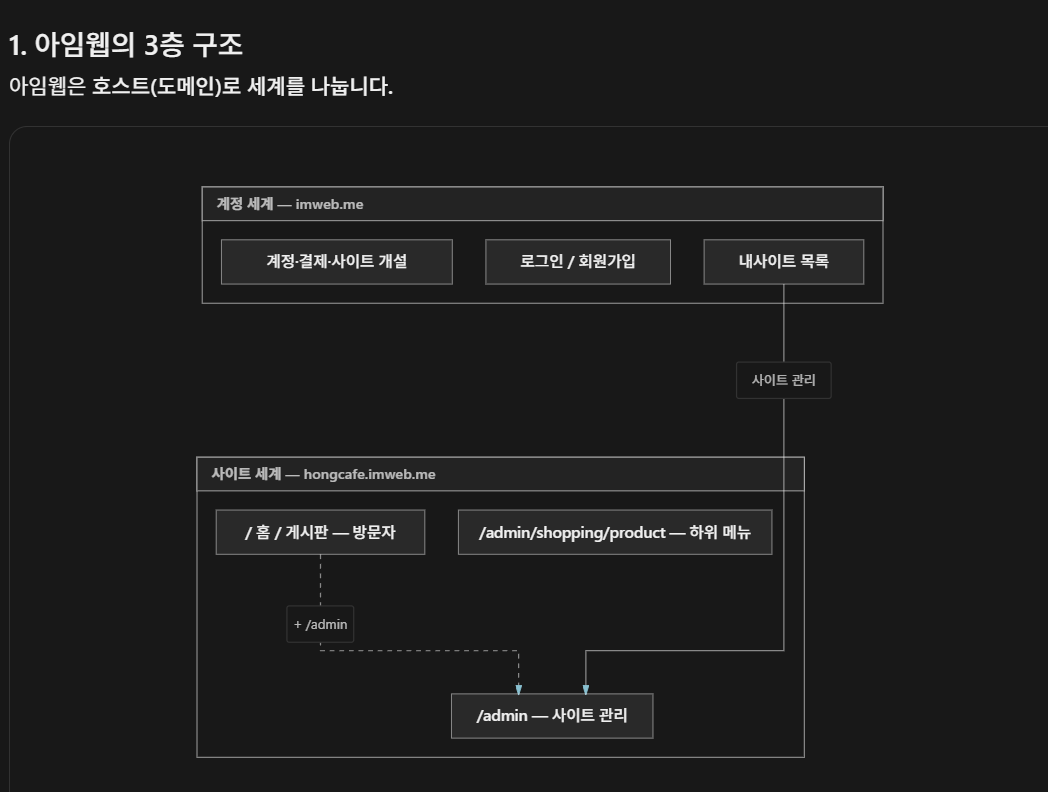 1. 아임웹의 3층 구조
아임웹은 호스트(도메인)로 세계를 나눕니다.
계정 세계 — imweb.me
계정·결제·사이트 개설
로그인 / 회원가입
내사이트 목록
사이트 관리
사이트 세계 — hongcafe.imweb.me
/ 홈 / 게시판 — 방문자
/admin/shopping/product — 하위 메뉴
+ /admin
/admin — 사이트 관리